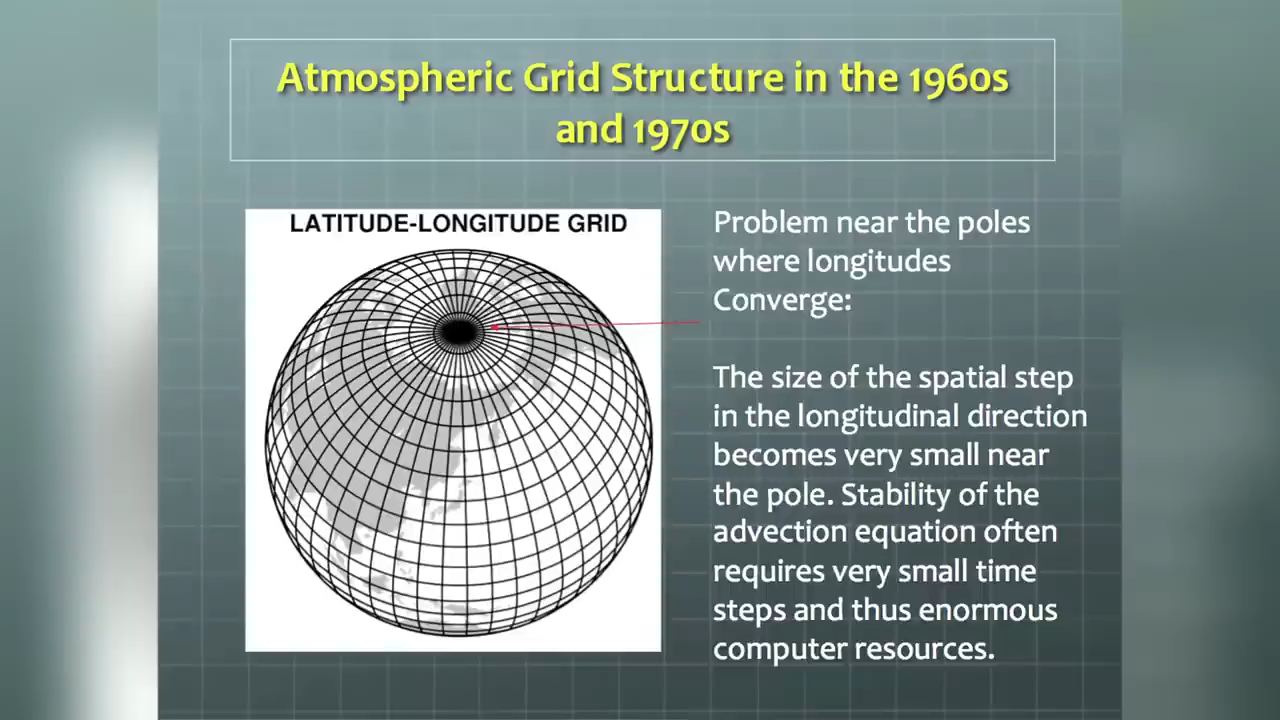 Atmospheric Grid Structure in the 1960s
and 1970s
LATITUDE-LONGITUDE GRID
Problem near the poles
where longitudes
Converge:
The size of the spatial step
in the longitudinal direction
becomes very small near
the pole. Stability of the
advection equation often
requires very small time
steps and thus enormous
computer resources.